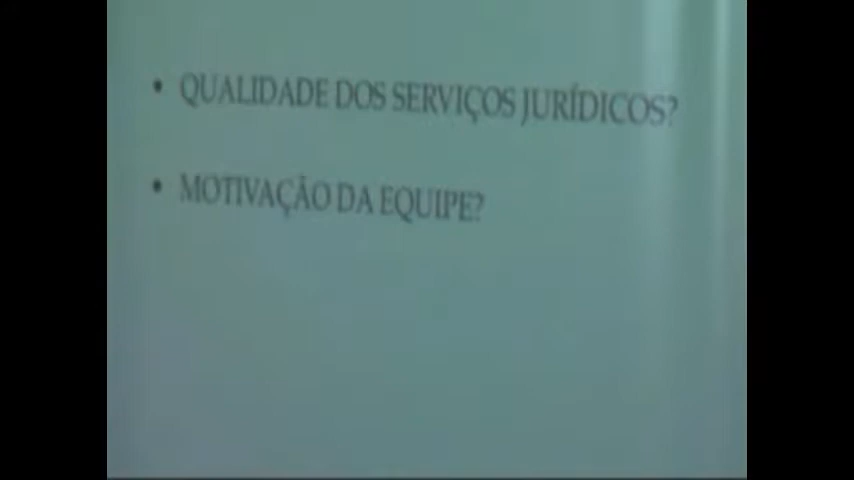 • QUALIDADE DOS SERVIÇOS JURÍDICOS?
• MOTIVAÇÃO DA EQUIPE?